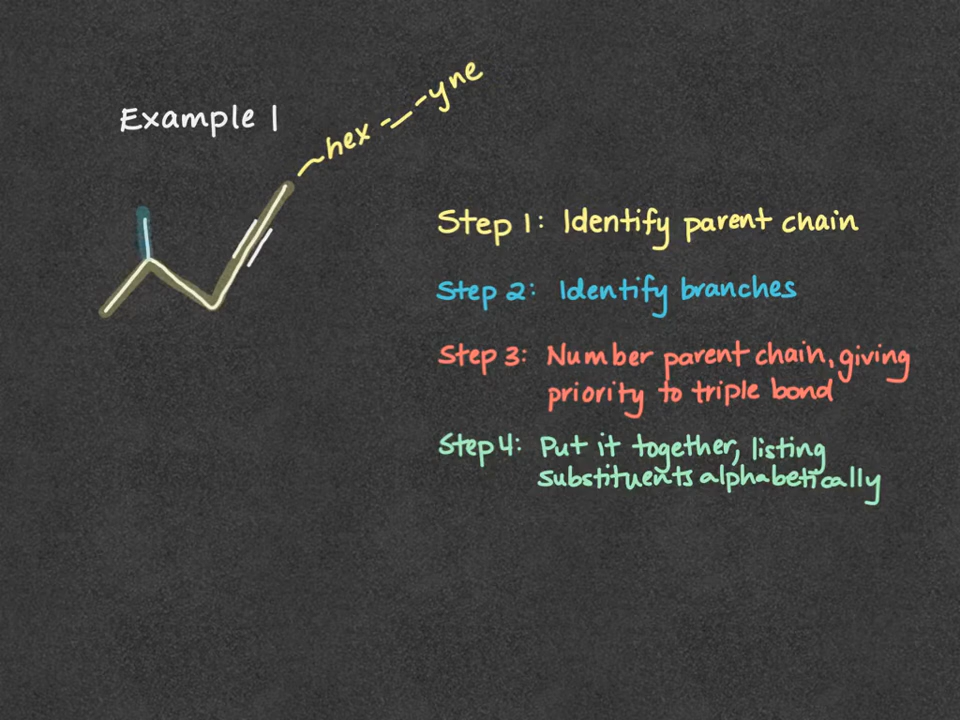 Example 1
~hex-_-yne
Step 1: Identify parent chain
Step 2: Identify branches
Step 3: Number parent chain, giving
priority to triple bond
Step 4: Put it together, listing
substituents alphabetically